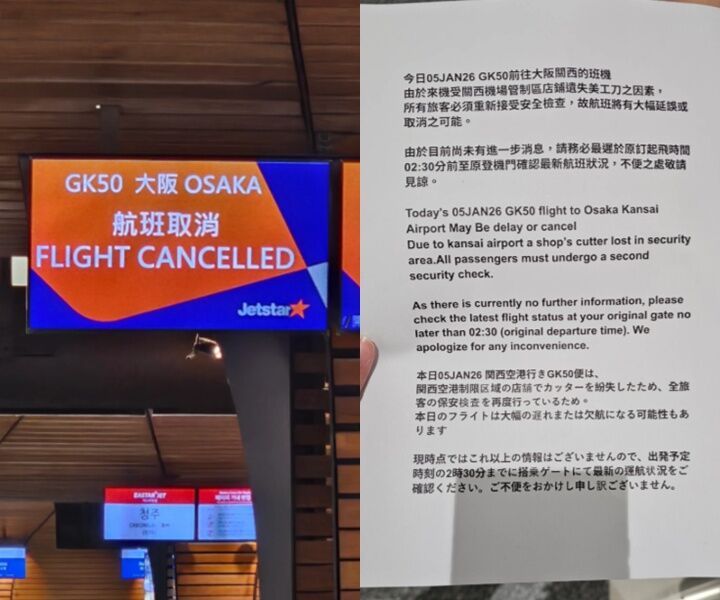 GK50 大阪 OSAKA
航班取消
FLIGHT CANCELLED
Jetstar
EASTAR JET
청주
今日05JAN26 GK50前往大阪關西的班機
由於來機受關西機場管制區店鋪遺失美工刀之因素，
所有旅客必須重新接受安全檢查，故航班將有大幅延誤或
取消之可能。
由於目前尚未有進一步消息，請務必最遲於原訂起飛時間
02:30分前至原登機門確認最新航班狀況，不便之處敬請
見諒。
Today's 05JAN26 GK50 flight to Osaka Kansai
Airport May Be delay or cancel
Due to kansai airport a shop's cutter lost in security
area.All passengers must undergo a second
security check.
As there is currently no further information, please
check the latest flight status at your original gate no
later than 02:30 (original departure time). We
apologize for any inconvenience.
本日05JAN26 関西空港行きGK50便は、
関西空港制限区域の店舗でカッターを紛失したため、全旅
客の保安検査を再度行っているため。
本日のフライトは大幅の遅れまたは欠航になる可能性もあ
ります
現時点ではこれ以上の情報はございませんので、出発予定
時刻の2時30分までに搭乗ゲートにて最新の運航状況をご
確認ください。ご不便をおかけし申し訳ございません。